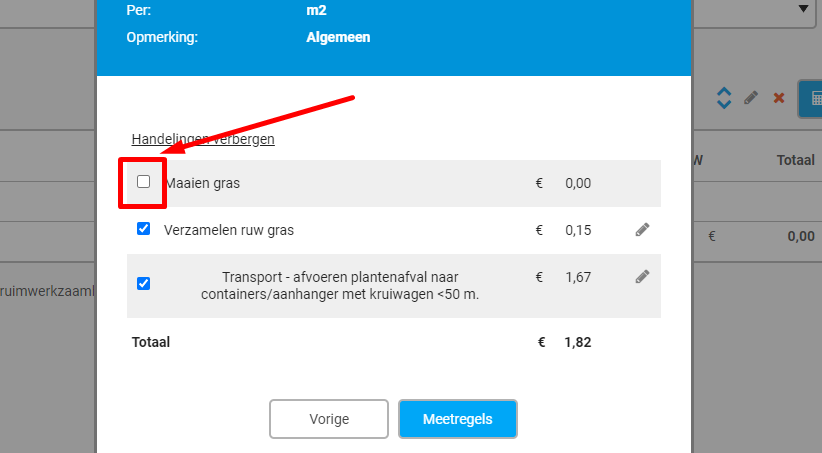 Per: m2
Opmerking: Algemeen
Handelingen verbergen
W Totaal
Maaien gras € 0,00
Verzamelen ruw gras € 0,15
€ 0,00
Transport - afvoeren plantenafval naar € 1,67
containers/aanhanger met kruiwagen <50 m.
ruimwerkzaaml
Totaal € 1,82
Vorige Meetregels